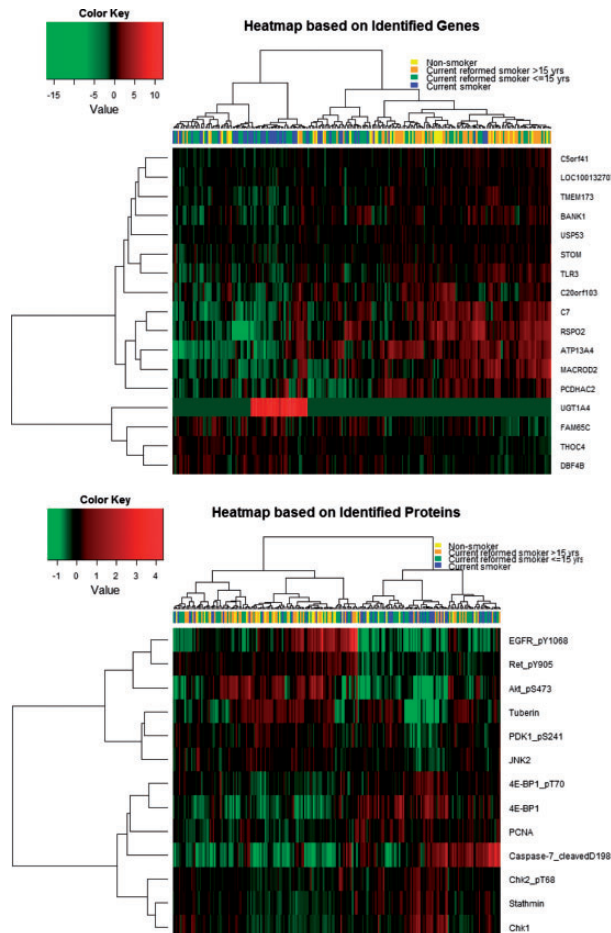 Color Key
-15 -5 0 5 10
Value
Heatmap based on Identified Genes
Non-smoker
Current reformed smoker >15 yrs
Current reformed smoker <=15 yrs
Current smoker
C5orf41
LOC10013270
TMEM173
BANK1
USP53
STOM
TLR3
C20orf103
C7
RSPO2
ATP13A4
MACROD2
PCDHAC2
UGT1A4
FAM65C
THOC4
DBF4B
Color Key
-1 0 1 2 3 4
Value
Heatmap based on Identified Proteins
Non-smoker
Current reformed smoker >15 yrs
Current reformed smoker <=15 yrs
Current smoker
EGFR_pY1068
Ret_pY905
Akt_pS473
Tuberin
PDK1_pS241
JNK2
4E-BP1_pT70
4E-BP1
PCNA
Caspase-7_cleavedD198
Chk2_pT68
Stathmin
Chk1